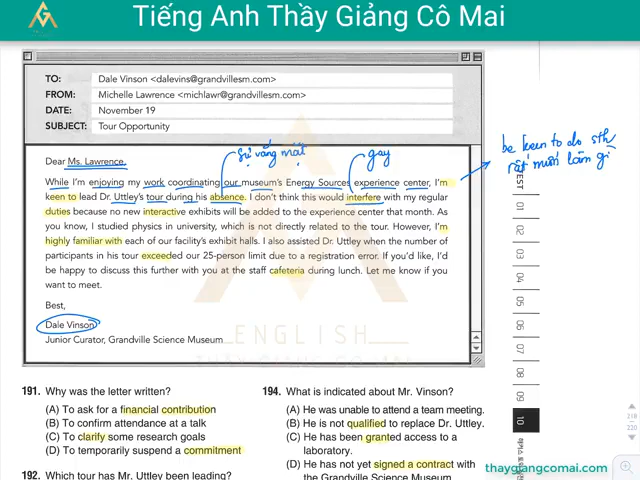 Tiếng Anh Thầy Giảng Cô Mai
TO: Dale Vinson <dalevins@grandvillesm.com>
FROM: Michelle Lawrence <michlawr@grandvillesm.com>
DATE: November 19
SUBJECT: Tour Opportunity
sự vắng mặt
gay
be keen to do sth
rất muốn làm gì
Dear Ms. Lawrence,
While I'm enjoying my work coordinating our museum's Energy Sources experience center, I'm
keen to lead Dr. Uttley's tour during his absence. I don't think this would interfere with my regular
duties because no new interactive exhibits will be added to the experience center that month. As
you know, I studied physics in university, which not directly related to the tour. However, I'm
highly familiar with each of our facility's exhibit halls. I also assisted Dr. Uttley when the number of
participants in his tour exceeded our 25-person limit due to a registration error. If you'd like, I'd
be happy to discuss this further with you at the staff cafeteria during lunch. Let me know if you
want to meet.
Best,
Dale Vinson
Junior Curator, Grandville Science Museum
ENGLISH
TEST
01
02
03
04
05
06
07
08
09
10
218
220
191. Why was the letter written?
(A) To ask for a financial contribution
(B) To confirm attendance at a talk
(C) To clarify some research goals
(D) To temporarily suspend a commitment
192. Which tour has Mr. Uttley been leading?
194. What is indicated about Mr. Vinson?
(A) He was unable to attend a team meeting.
(B) He is not qualified to replace Dr. Uttley.
(C) He has been granted access to a
laboratory.
(D) He has not yet signed a contract with
the Grandville Science Museum.
thaygiangcomai.com